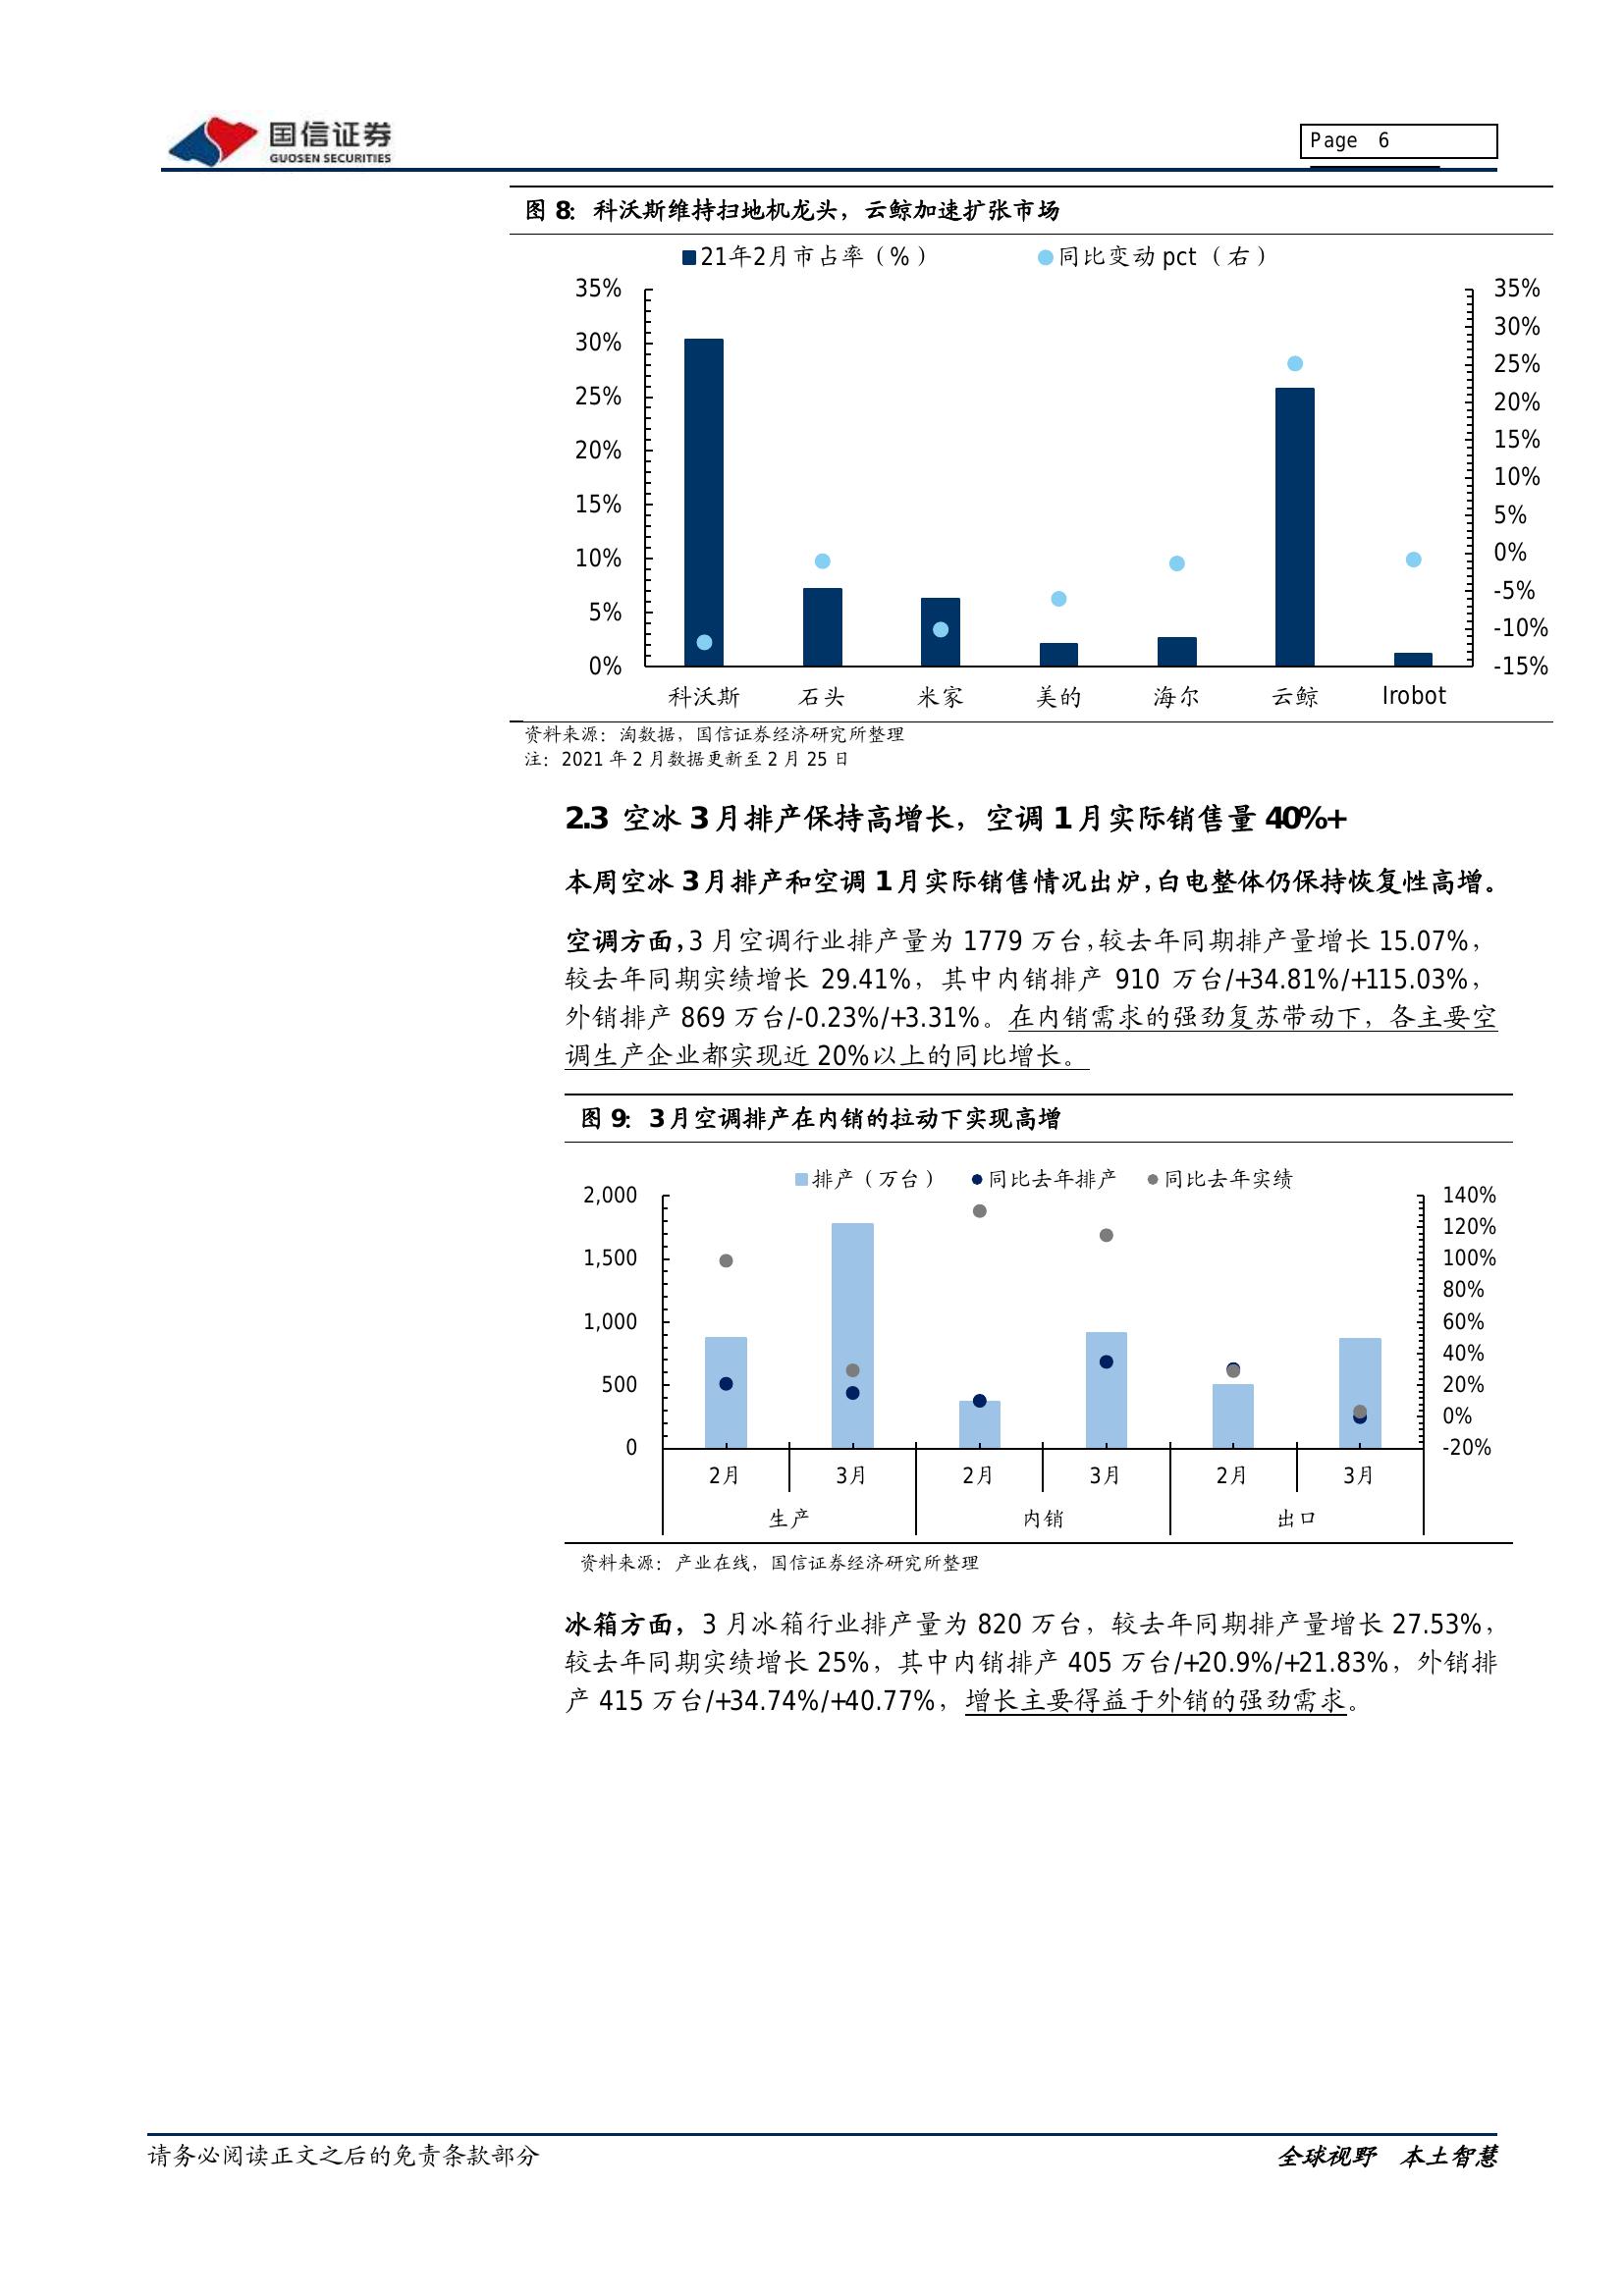 国信证券
GUOSEN SECURITIES
Page 6
图 8：科沃斯维持扫地机龙头，云鲸加速扩张市场
21年2月市占率（%）
同比变动 pct（右）
35%
30%
25%
20%
15%
10%
5%
0%
35%
30%
25%
20%
15%
10%
5%
0%
-5%
-10%
-15%
科沃斯 石头 米家 美的 海尔 云鲸 Irobot
资料来源：淘数据，国信证券经济研究所整理
注：2021 年 2 月数据更新至 2 月 25 日
2.3 空冰 3 月排产保持高增长，空调 1 月实际销售量 40%+
本周空冰 3 月排产和空调 1 月实际销售情况出炉，白电整体仍保持恢复性高增。
空调方面，3 月空调行业排产量为 1779 万台，较去年同期排产量增长 15.07%，
较去年同期实绩增长 29.41%，其中内销排产 910 万台/+34.81%/+115.03%，
外销排产 869 万台/-0.23%/+3.31%。在内销需求的强劲复苏带动下，各主要空
调生产企业都实现近 20%以上的同比增长。
图 9：3 月空调排产在内销的拉动下实现高增
排产（万台） 同比去年排产 同比去年实绩
2,000
1,500
1,000
500
0
140%
120%
100%
80%
60%
40%
20%
0%
-20%
2月 3月 2月 3月 2月 3月
生产 内销 出口
资料来源：产业在线，国信证券经济研究所整理
冰箱方面，3 月冰箱行业排产量为 820 万台，较去年同期排产量增长 27.53%，
较去年同期实绩增长 25%，其中内销排产 405 万台/+20.9%/+21.83%，外销排
产 415 万台/+34.74%/+40.77%，增长主要得益于外销的强劲需求。
请务必阅读正文之后的免责条款部分
全球视野 本土智慧